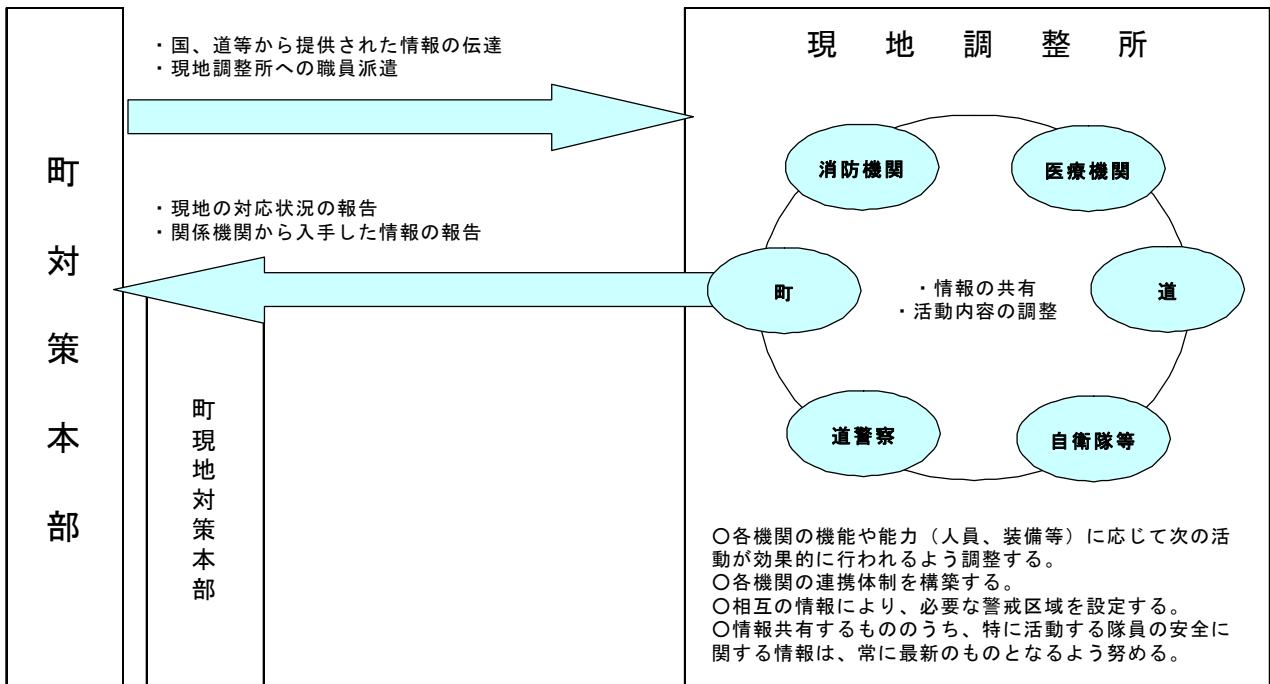 町対策本部
・国、道等から提供された情報の伝達
・現地調整所への職員派遣
・現地の対応状況の報告
・関係機関から入手した情報の報告
町現地対策本部
現地調整所
消防機関
医療機関
町
・情報の共有
・活動内容の調整
道
道警察
自衛隊等
〇各機関の機能や能力（人員、装備等）に応じて次の活
動が効果的に行われるよう調整する。
〇各機関の連携体制を構築する。
〇相互の情報により、必要な警戒区域を設定する。
〇情報共有するもののうち、特に活動する隊員の安全に
関する情報は、常に最新のものとなるよう努める。